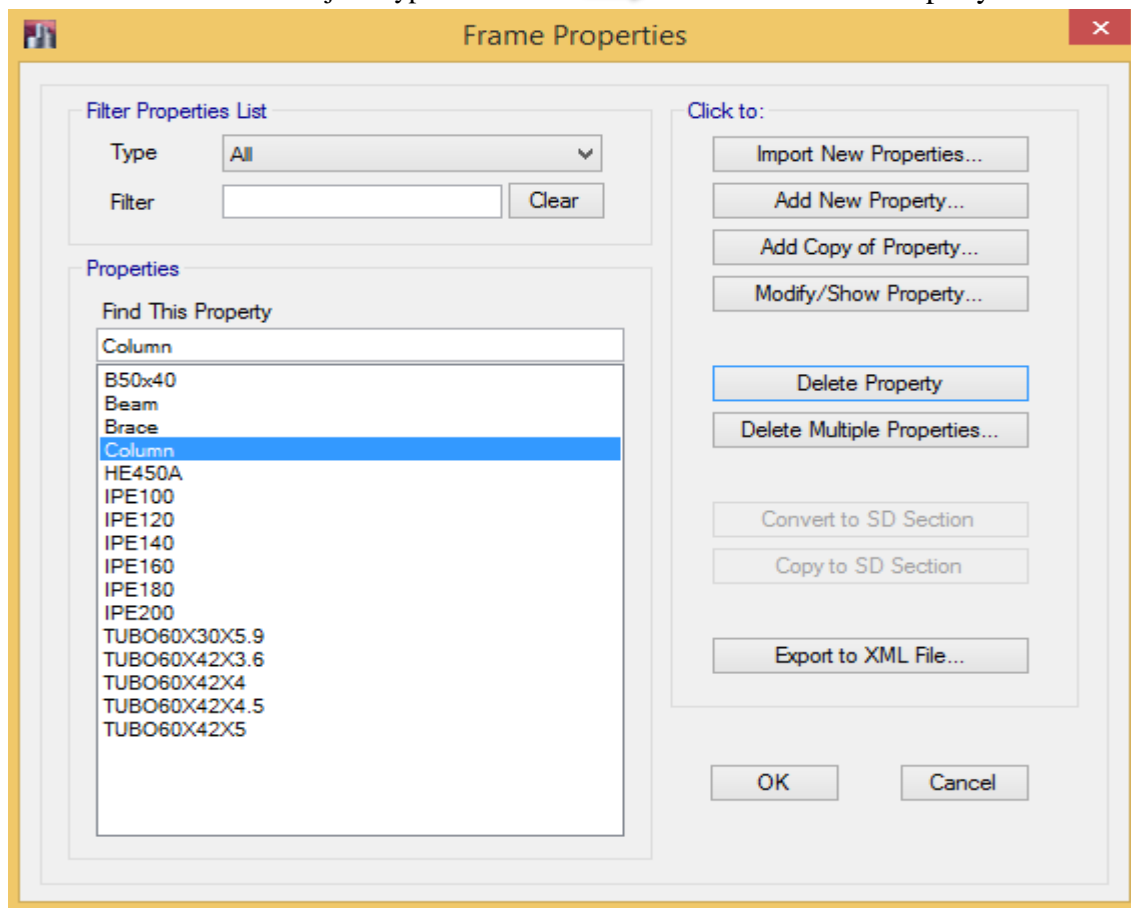 Frame Properties
Filter Properties List
Type
All
Filter
Clear
Properties
Find This Property
Column
B50x40
Beam
Brace
Column
HE450A
IPE100
IPE120
IPE140
IPE160
IPE180
IPE200
TUBO60X30X5.9
TUBO60X42X3.6
TUBO60X42X4
TUBO60X42X4.5
TUBO60X42X5
Click to:
Import New Properties...
Add New Property...
Add Copy of Property...
Modify/Show Property...
Delete Property
Delete Multiple Properties...
Convert to SD Section
Copy to SD Section
Export to XML File...
OK
Cancel